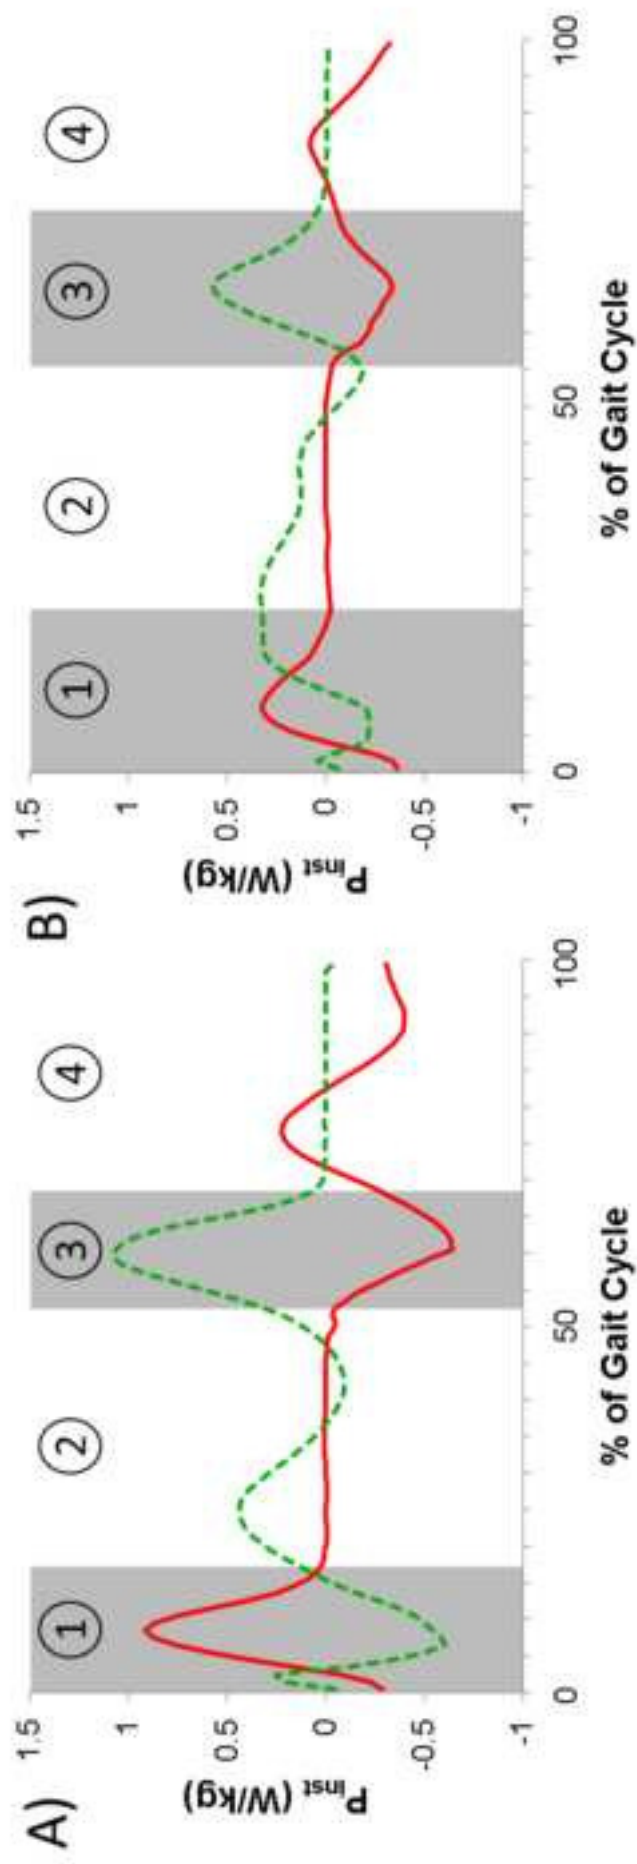 A)
1.5
1
0.5
0
-0.5
-1
P_inst (W/kg)
① ② ③ ④
0 50 100
% of Gait Cycle
B)
1.5
1
0.5
0
-0.5
-1
P_inst (W/kg)
① ② ③ ④
0 50 100
% of Gait Cycle